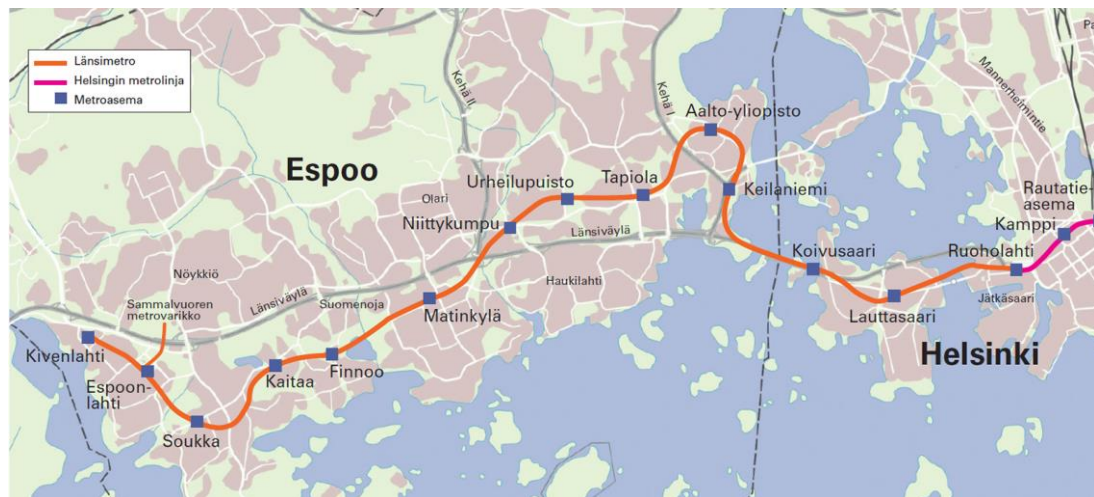 Länsimetro
Helsingin metrolinja
Metroasema
Espoo
Kehä II
Kehä I
Mannerheimintie
Aalto-yliopisto
Urheilupuisto
Tapiola
Keilaniemi
Olari
Niittykumpu
Länsiväylä
Rautatie-
asema
Kamppi
Koivusaari
Ruoholahti
Nöykkiö
Haukilahti
Jätkäsaari
Sammalvuoren
metrovarikko
Länsiväylä
Suomenoja
Matinkylä
Lauttasaari
Helsinki
Kivenlahti
Espoon-
lahti
Kaitaa
Finnoo
Soukka